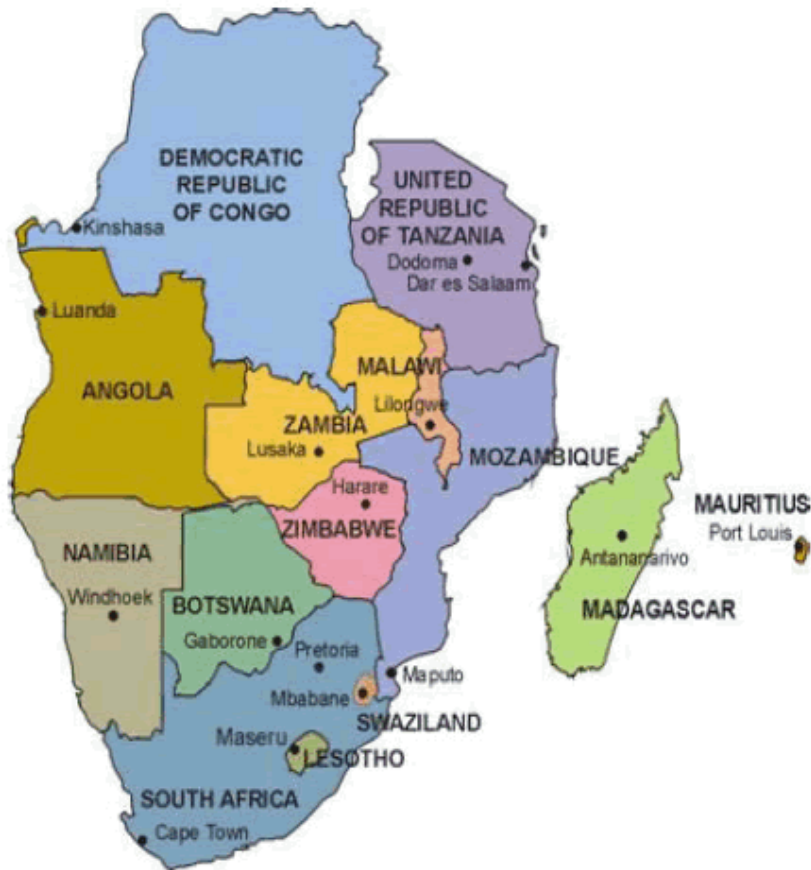 DEMOCRATIC
REPUBLIC
OF CONGO
UNITED
REPUBLIC
OF TANZANIA
Kinshasa
Dodoma
Dar es Salaam
Luanda
ANGOLA
MALAWI
Lilongwe
ZAMBIA
Lusaka
MOZAMBIQUE
Harare
ZIMBABWE
MAURITIUS
Port Louis
NAMIBIA
Antananarivo
Windhoek
BOTSWANA
MADAGASCAR
Gaborone
Pretoria
Maputo
Mbabane
SWAZILAND
Maseru
LESOTHO
SOUTH AFRICA
Cape Town